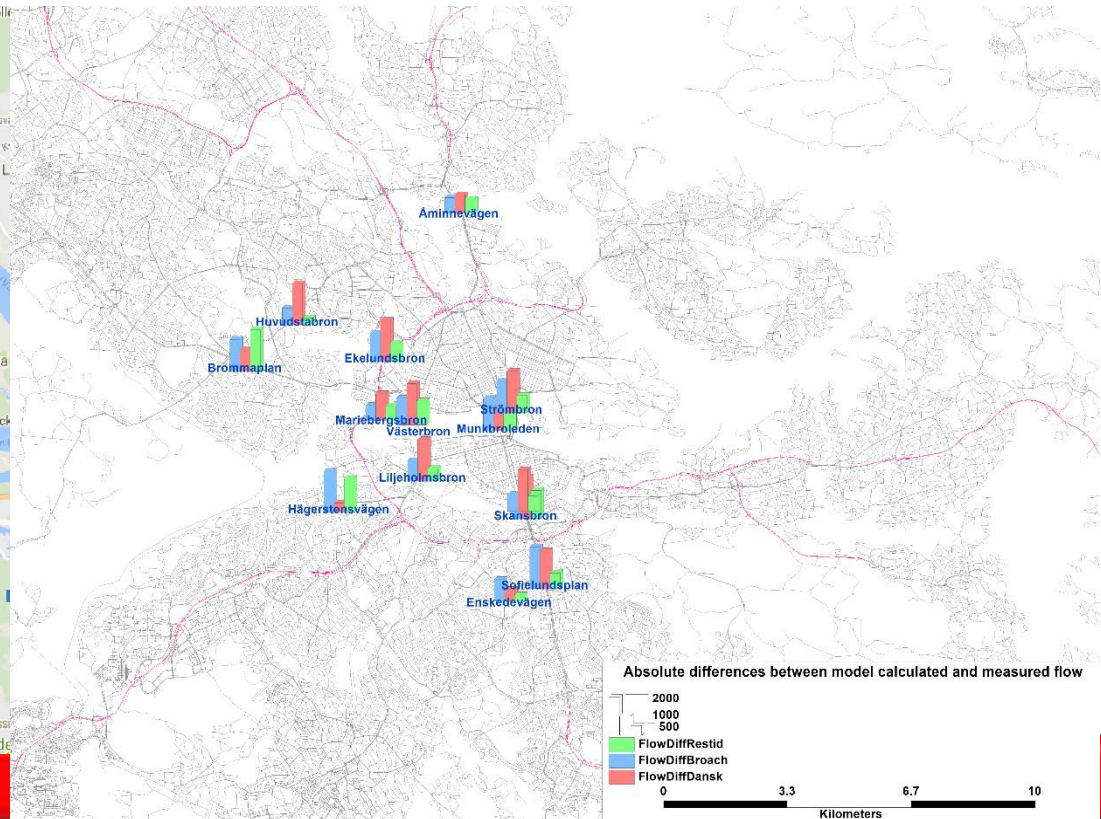 Åminnevägen
Huvudstabron
Ekelundsbron
Brommaplan
Strömbron
Mariebergsbron
Munkbroleden
Västerbron
Liljeholmsbron
Hägerstensvägen
Skansbron
Sofielundsplan
Enskedevägen
Absolute differences between model calculated and measured flow
2000
1000
500
FlowDiffRestid
FlowDiffBroach
FlowDiffDansk
0 3.3 6.7 10
Kilometers